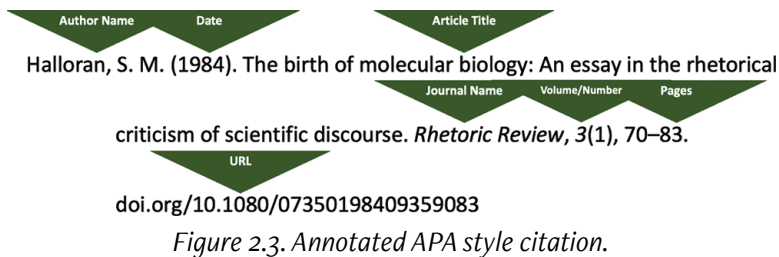 Author Name Date Article Title
Halloran, S. M. (1984). The birth of molecular biology: An essay in the rhetorical
Journal Name Volume/Number Pages
criticism of scientific discourse. Rhetoric Review, 3(1), 70–83.
URL
doi.org/10.1080/07350198409359083
Figure 2.3. Annotated APA style citation.